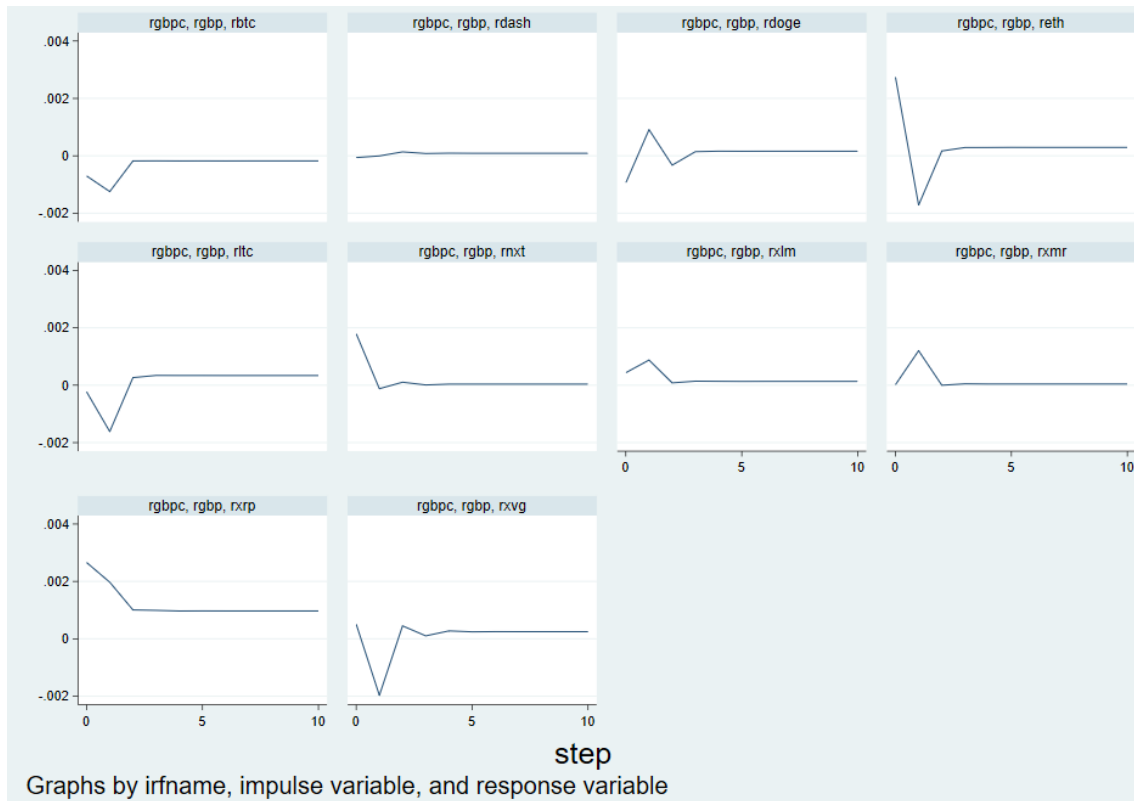 rgbpc, rgbp, rbtc
rgbpc, rgbp, rdash
rgbpc, rgbp, rdoge
rgbpc, rgbp, reth
.004
.002
0
-.002
rgbpc, rgbp, rltc
rgbpc, rgbp, rnxt
rgbpc, rgbp, rxlm
rgbpc, rgbp, rxmr
.004
.002
0
-.002
0 5 10
0 5 10
rgbpc, rgbp, rxrp
rgbpc, rgbp, rxvg
.004
.002
0
-.002
0 5 10
0 5 10
step
Graphs by irfname, impulse variable, and response variable